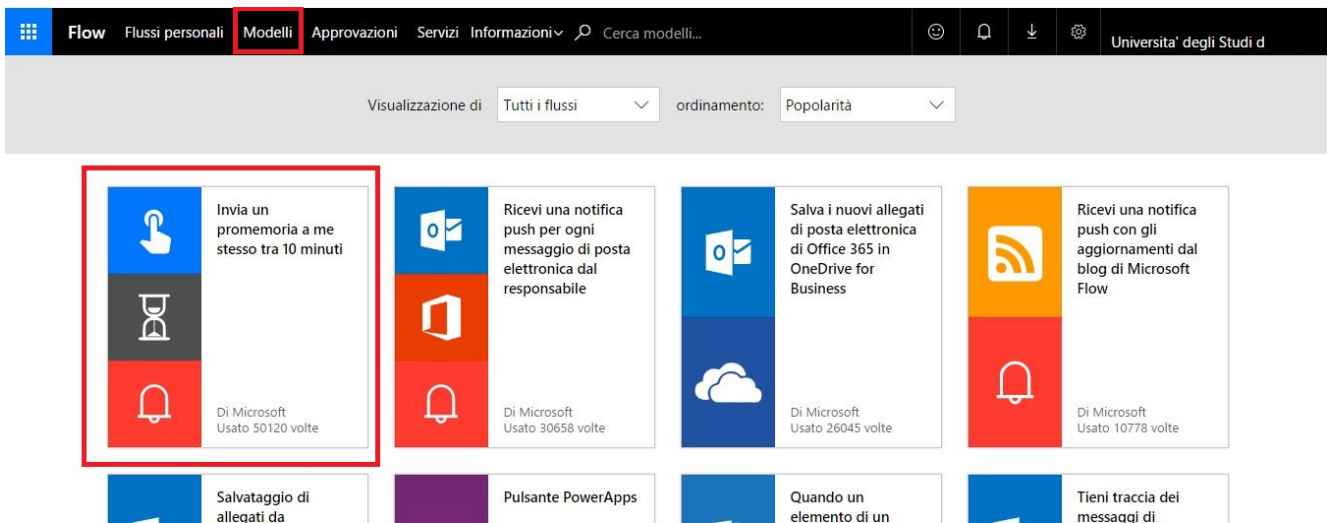 Flow Flussi personali Modelli Approvazioni Servizi Informazioni Cerca modelli... Universita' degli Studi d
Visualizzazione di Tutti i flussi ordinamento: Popolarità
Invia un
promemoria a me
stesso tra 10 minuti
Di Microsoft
Usato 50120 volte
Ricevi una notifica
push per ogni
messaggio di posta
elettronica dal
responsabile
Di Microsoft
Usato 30658 volte
Salva i nuovi allegati
di posta elettronica
di Office 365 in
OneDrive for
Business
Di Microsoft
Usato 26045 volte
Ricevi una notifica
push con gli
aggiornamenti dal
blog di Microsoft
Flow
Di Microsoft
Usato 10778 volte
Salvataggio di
allegati da
Pulsante PowerApps
Quando un
elemento di un
Tieni traccia dei
messaggi di